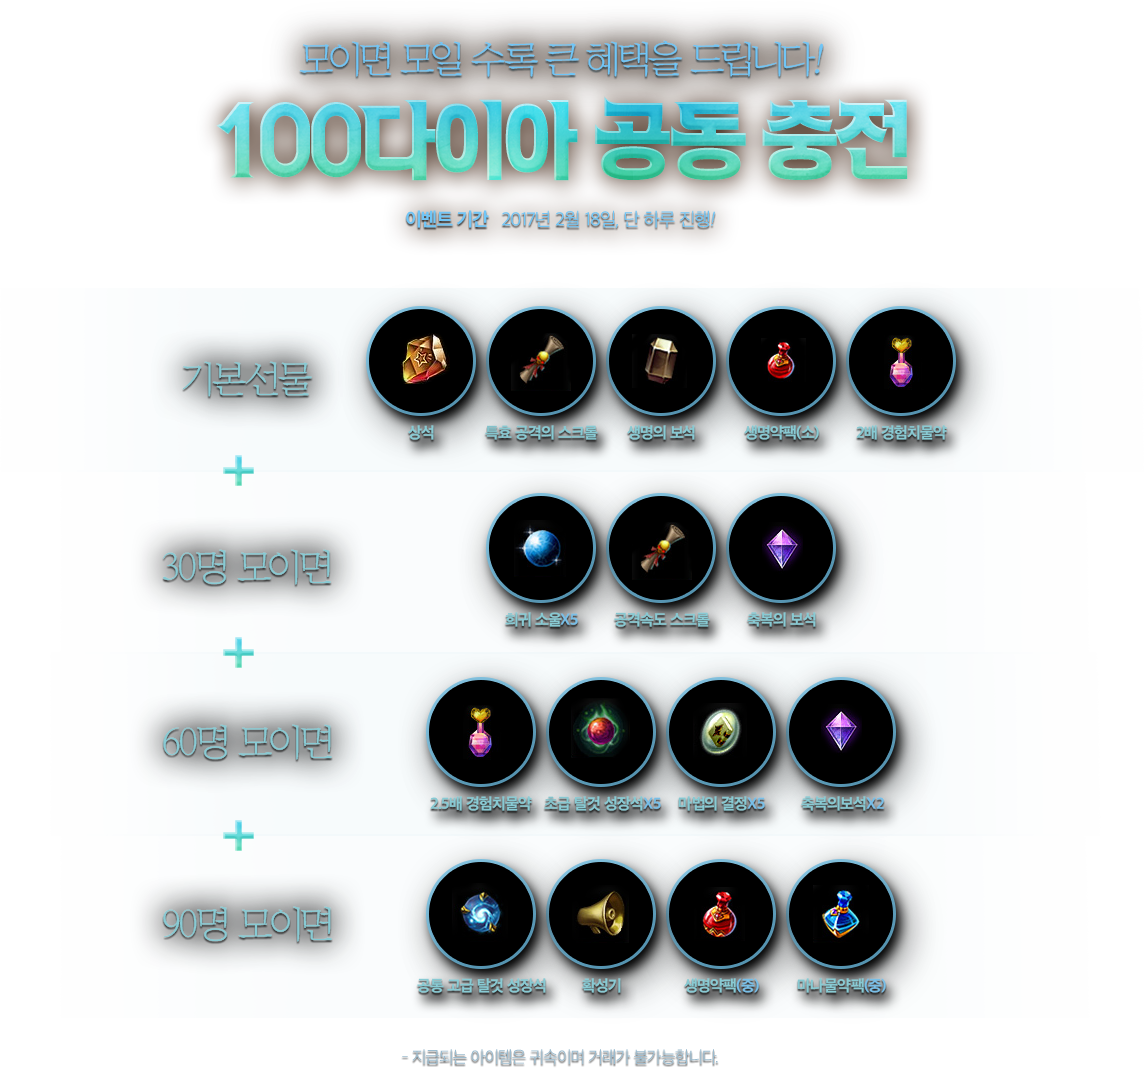 모이면 모일 수록 큰 혜택을 드립니다!
100다이아 공동 충전
이벤트 기간 2017년 2월 18일, 단 하루 진행!
기본선물
상석 특효 공격의 스크롤 생명의 보석 생명약팩(소) 2배 경험치물약
+
30명 모이면
회귀 소울X5 공격속도 스크롤 축복의 보석
+
60명 모이면
2.5배 경험치물약 초급 탈것 성장석X5 마법의 결정X5 축복의보석X2
+
90명 모이면
공통 고급 탈것 성장석 확성기 생명약팩(중) 마나물약팩(중)
- 지급되는 아이템은 귀속이며 거래가 불가능합니다.